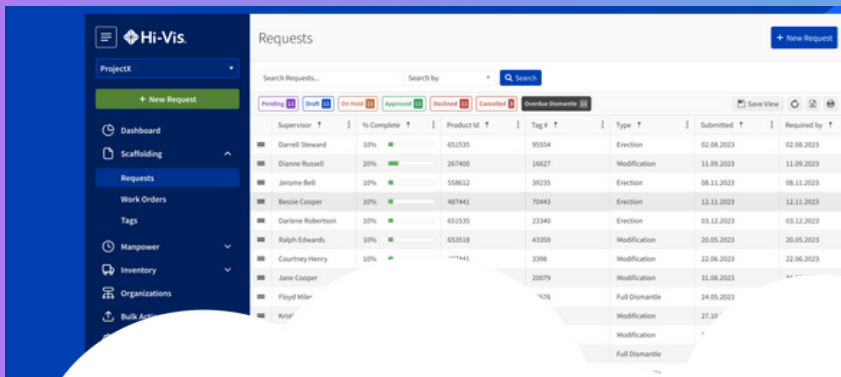 Hi-Vis.
ProjectX
+ New Request
Dashboard
Scaffolding
Requests
Work Orders
Tags
Manpower
Inventory
Organizations
Bulk
Requests
+ New Request
Search Requests... Search by Search
Pending 11 Draft 11 On Hold 11 Approved 11 Declined 11 Cancelled Overdue Dismantle 11 Save View
Supervisor % Complete Product Id Tag # Type Submitted Required by
Darrell Steward 10% 651535 95554 Erection 02.08.2023 02.08.2023
Dianne Russell 20% 267400 16627 Modification 11.09.2023 11.09.2023
Jerome Bell 10% 558612 39235 Erection 08.11.2023 08.11.2023
Bessie Cooper 10% 487441 70443 Erection 12.11.2023 12.11.2023
Darlene Robertson 10% 651535 23340 Erection 03.12.2023 03.12.2023
Ralph Edwards 10% 653518 43359 Modification 20.05.2023 20.05.2023
Courtney Henry 10% 3398 Modification 22.06.2023 22.06.2023
Jane Cooper 20079 Modification 31.08.2023
Floyd Full Dismantle 24.05.2023
Modification 27.10
Modification
Full Dismantle